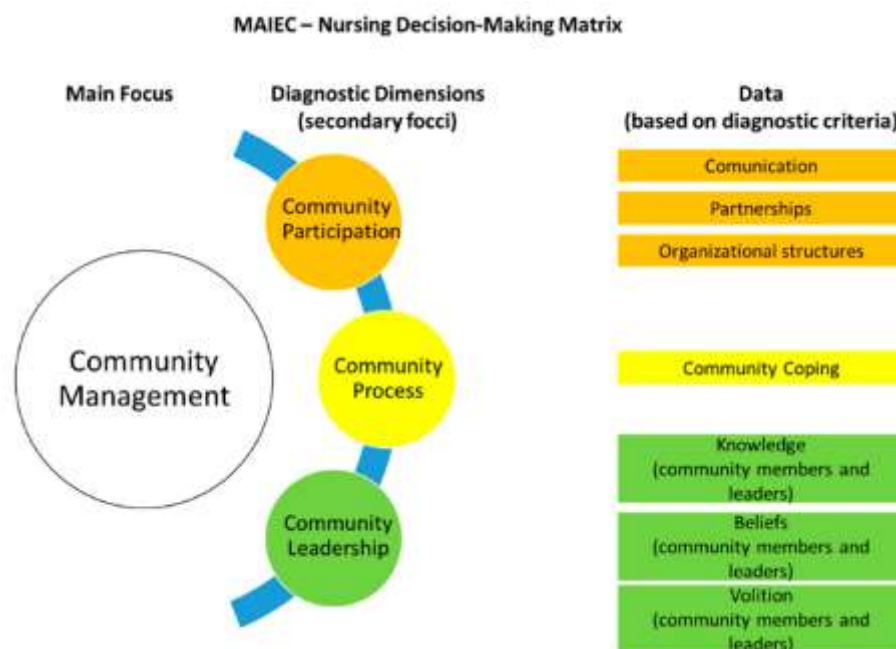 MAIEC – Nursing Decision-Making Matrix
Main Focus
Diagnostic Dimensions
(secondary focci)
Data
(based on diagnostic criteria)
Community
Management
Community
Participation
Community
Process
Community
Leadership
Comunication
Partnerships
Organizational structures
Community Coping
Knowledge
(community members and
leaders)
Beliefs
(community members and
leaders)
Volition
(community members and
leaders)